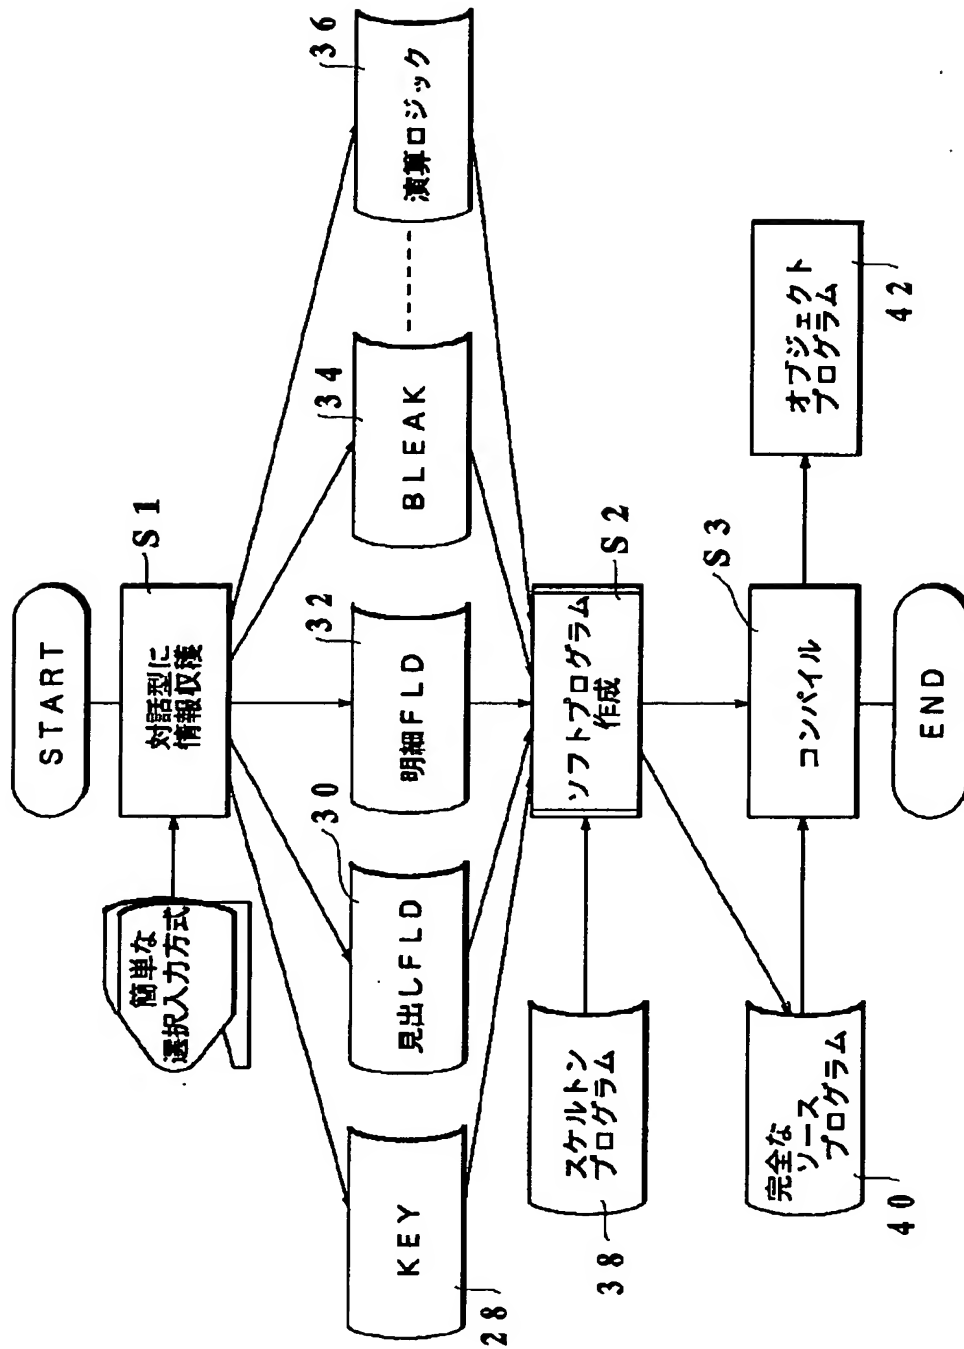 START
S1
対話型に
情報収穫
簡単な
選択入力方式
KEY
28
見出しFLD
30
明細FLD
32
BLEAK
34
演算ロジック
36
スケルトン
プログラム
38
ソフトプログラム
作成
S2
完全な
ソース
プログラム
40
コンパイル
S3
オブジェクト
プログラム
42
END